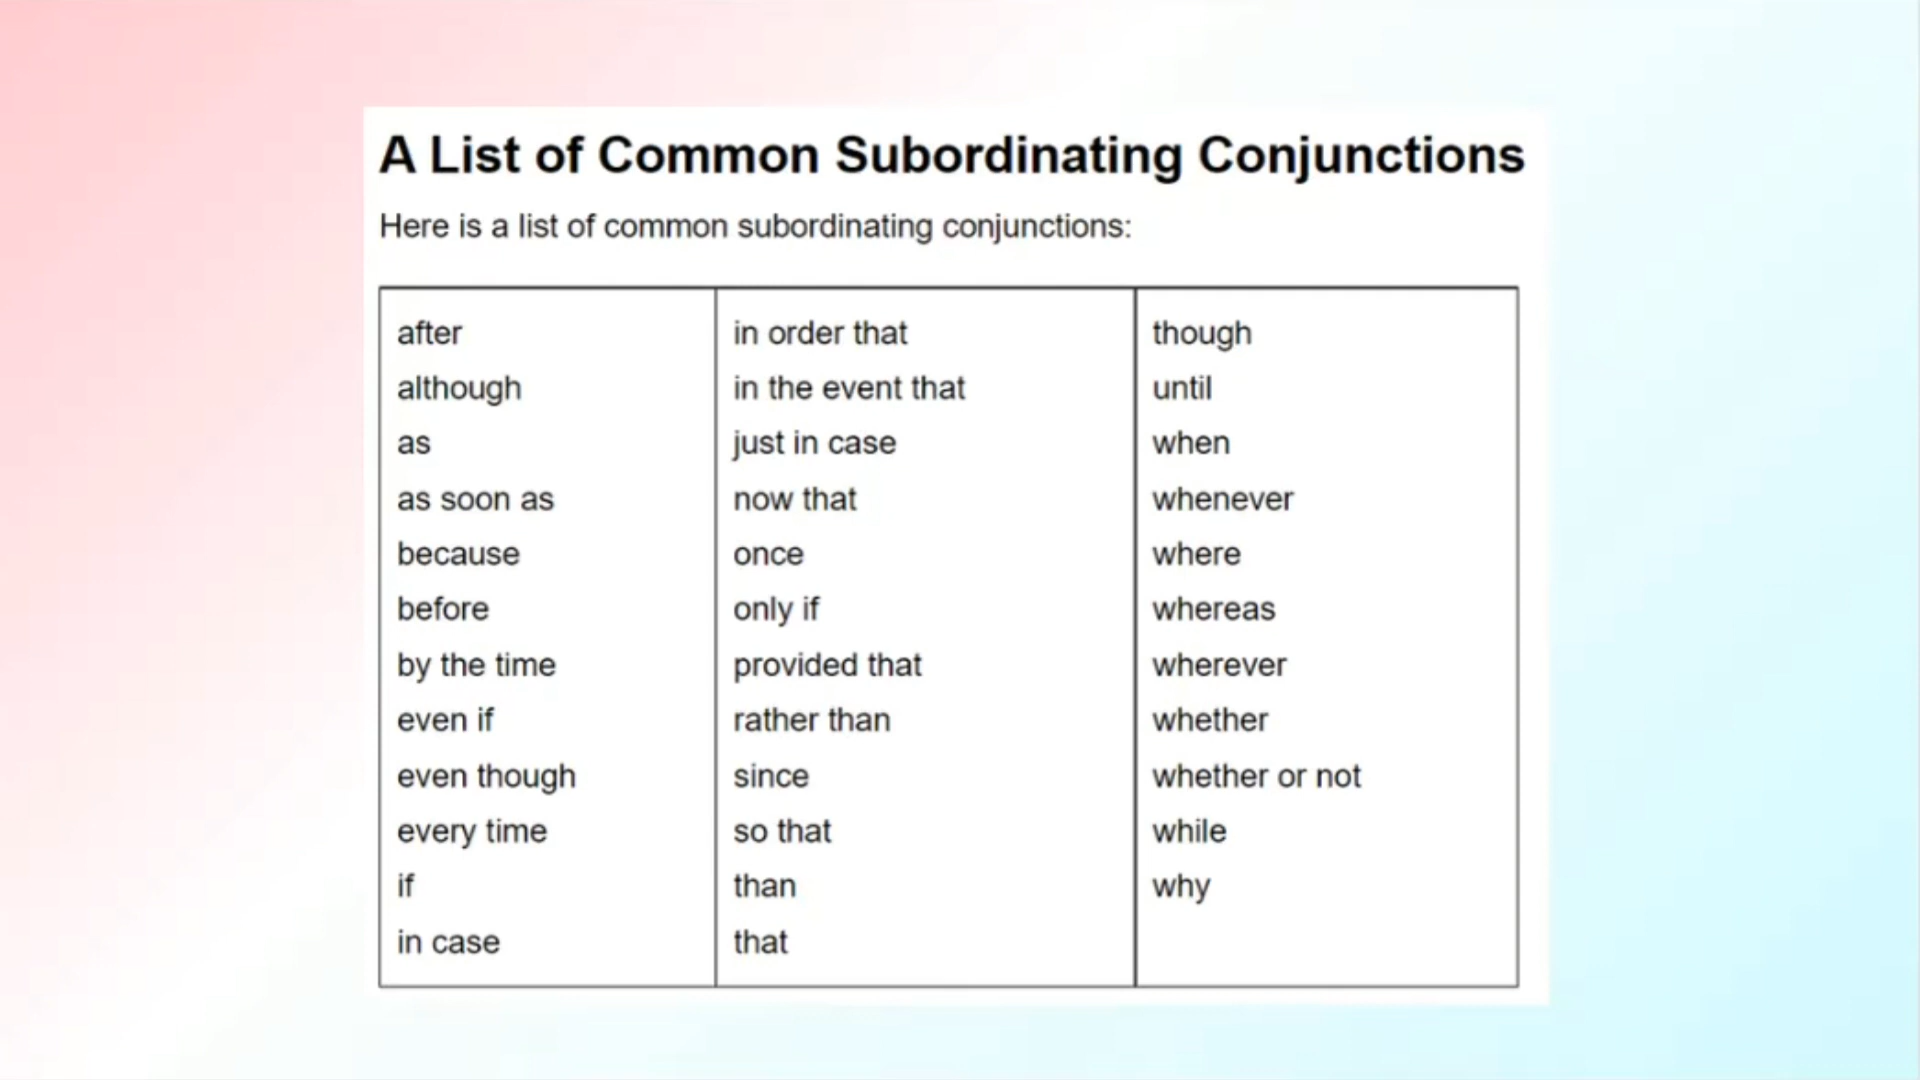 A List of Common Subordinating Conjunctions
Here is a list of common subordinating conjunctions:
after
although
as
as soon as
because
before
by the time
even if
even though
every time
if
in case
in order that
in the event that
just in case
now that
once
only if
provided that
rather than
since
so that
than
that
though
until
when
whenever
where
whereas
wherever
whether
whether or not
while
why